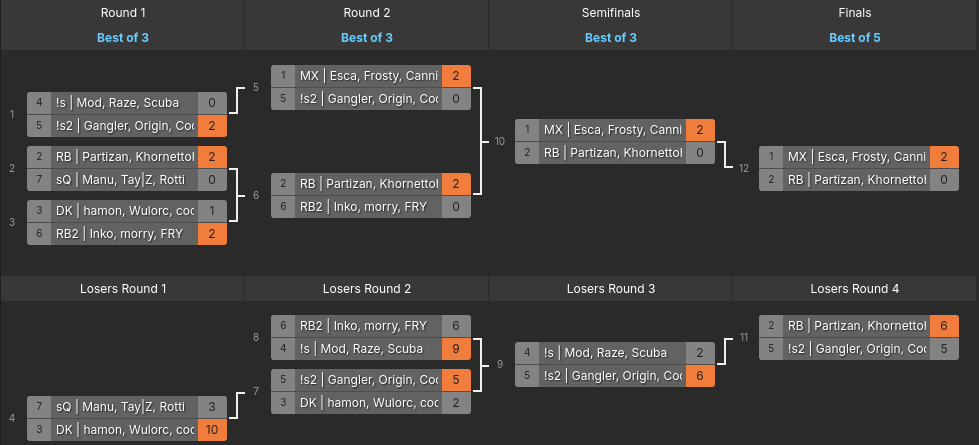 Round 1
Round 2
Semifinals
Finals
Best of 3
Best of 3
Best of 3
Best of 5
1
4 !s | Mod, Raze, Scuba 0
5 !s2 | Gangler, Origin, Coc 2
2
2 RB | Partizan, Khornettol 2
7 sQ | Manu, Tay|Z, Rotti 0
3
3 DK | hamon, Wulorc, coc 1
6 RB2 | Inko, morry, FRY 2
5
1 MX | Esca, Frosty, Canni 2
5 !s2 | Gangler, Origin, Coc 0
6
2 RB | Partizan, Khornettol 2
6 RB2 | Inko, morry, FRY 0
10
1 MX | Esca, Frosty, Canni 2
2 RB | Partizan, Khornettol 0
12
1 MX | Esca, Frosty, Canni 2
2 RB | Partizan, Khornettol 0
Losers Round 1
Losers Round 2
Losers Round 3
Losers Round 4
4
7 sQ | Manu, Tay|Z, Rotti 3
3 DK | hamon, Wulorc, coc 10
8
6 RB2 | Inko, morry, FRY 6
4 !s | Mod, Raze, Scuba 9
7
5 !s2 | Gangler, Origin, Coc 5
3 DK | hamon, Wulorc, coc 2
9
4 !s | Mod, Raze, Scuba 2
5 !s2 | Gangler, Origin, Coc 6
11
2 RB | Partizan, Khornettol 6
5 !s2 | Gangler, Origin, Coc 5